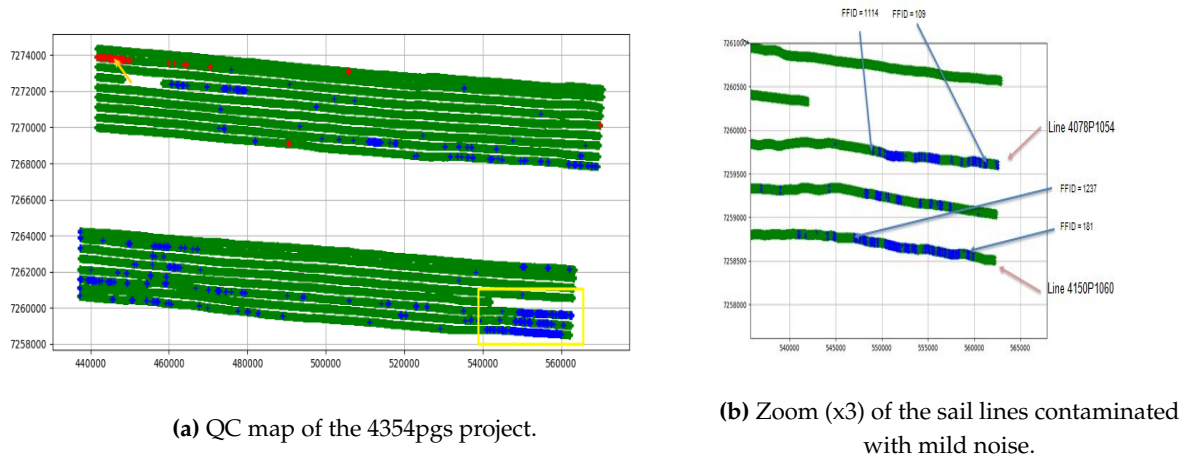 7274000
7272000
7270000
7268000
7266000
7264000
7262000
7260000
7258000
440000 460000 480000 500000 520000 540000 560000
(a) QC map of the 4354pgs project.
FFID = 1114 FFID = 109
7261000
7260500
7260000
7259500
7259000
7258500
7258000
540000 545000 550000 555000 560000 565000
Line 4078P1054
FFID = 1237
FFID = 181
Line 4150P1060
(b) Zoom (x3) of the sail lines contaminated
with mild noise.